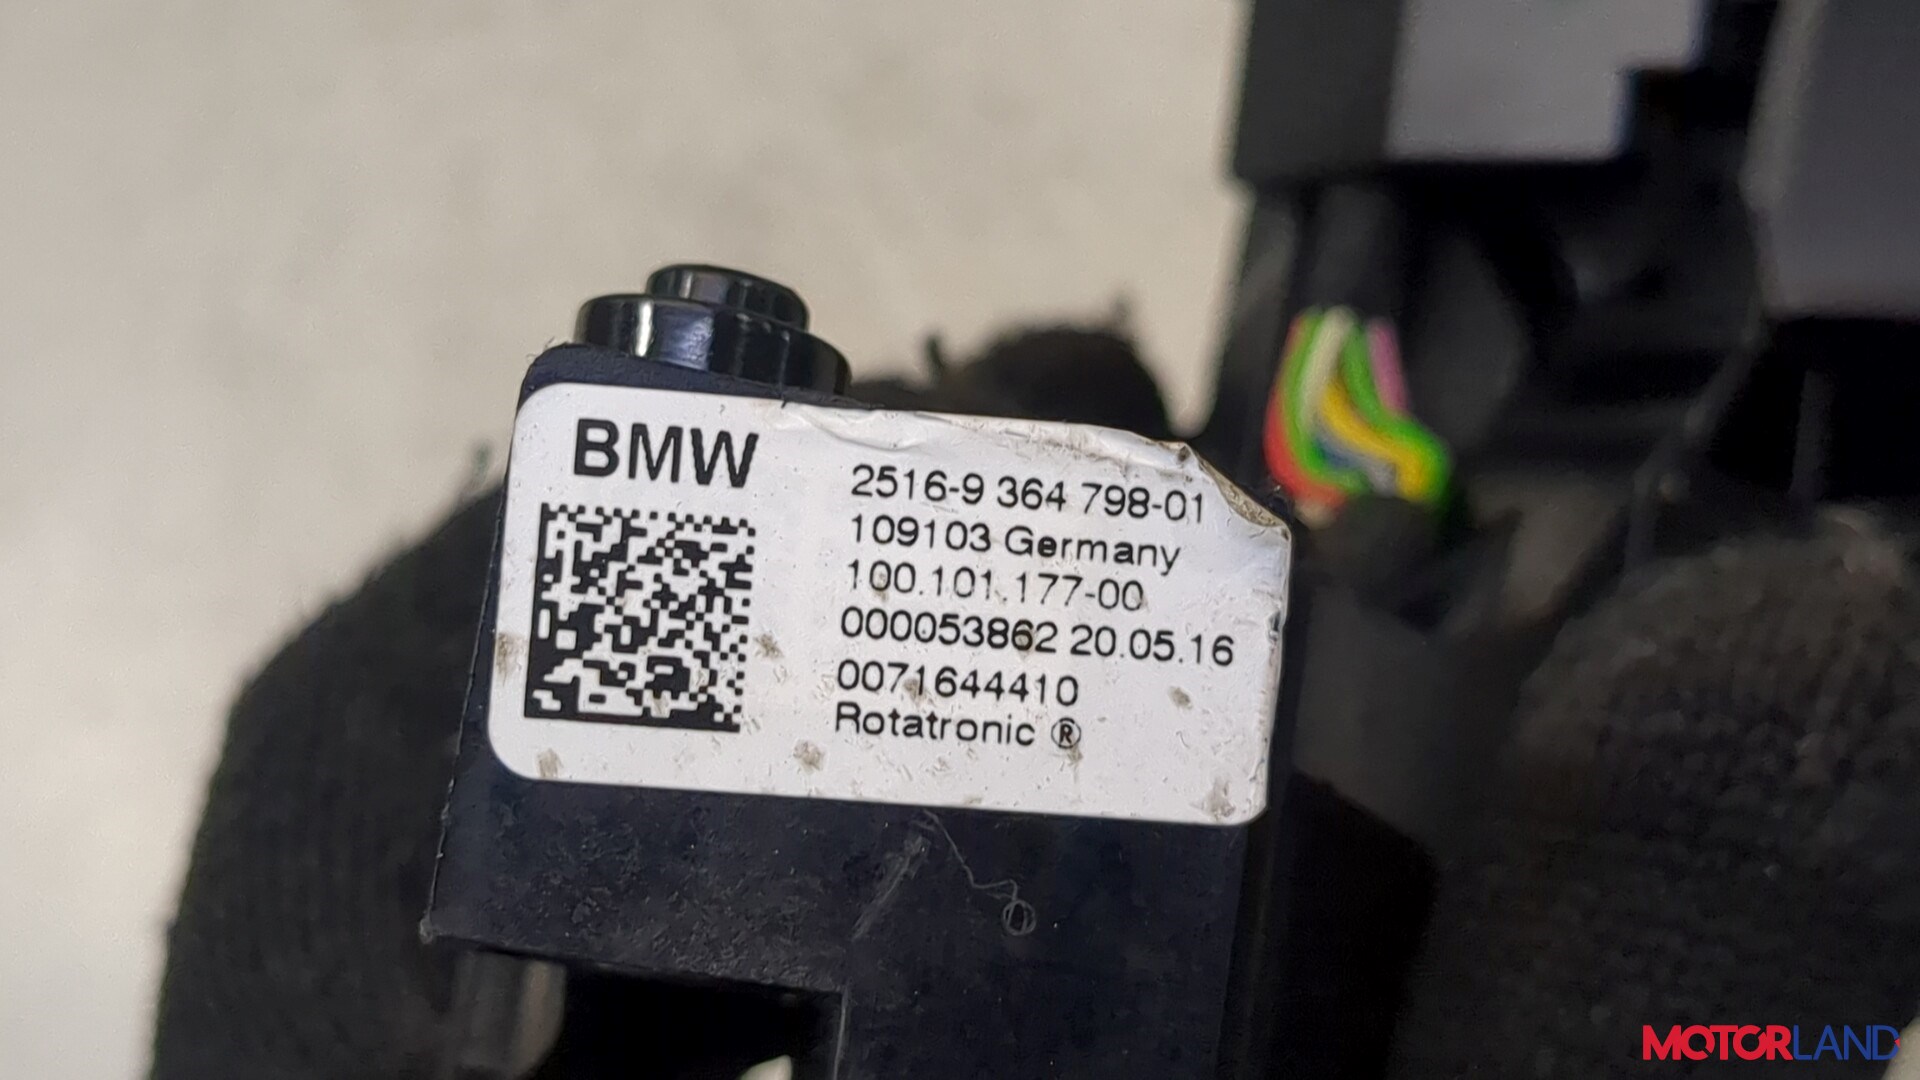 BMW
2516-9 364 798-01
109103 Germany
100.101.177-00
000053862 20.05.16
0071644410
Rotatronic ®
MOTORLAND